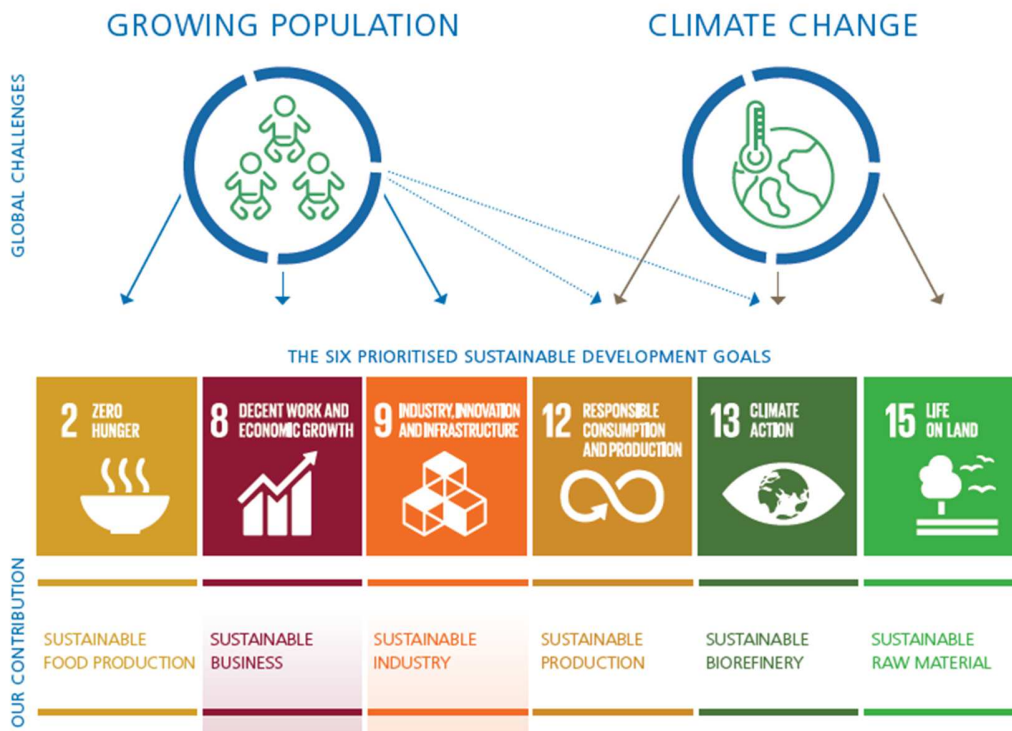 GROWING POPULATION
CLIMATE CHANGE
GLOBAL CHALLENGES
THE SIX PRIORITISED SUSTAINABLE DEVELOPMENT GOALS
2 ZERO
HUNGER
8 DECENT WORK AND
ECONOMIC GROWTH
9 INDUSTRY, INNOVATION
AND INFRASTRUCTURE
12 RESPONSIBLE
CONSUMPTION
AND PRODUCTION
13 CLIMATE
ACTION
15 LIFE
ON LAND
OUR CONTRIBUTION
SUSTAINABLE
FOOD PRODUCTION
SUSTAINABLE
BUSINESS
SUSTAINABLE
INDUSTRY
SUSTAINABLE
PRODUCTION
SUSTAINABLE
BIOREFINERY
SUSTAINABLE
RAW MATERIAL